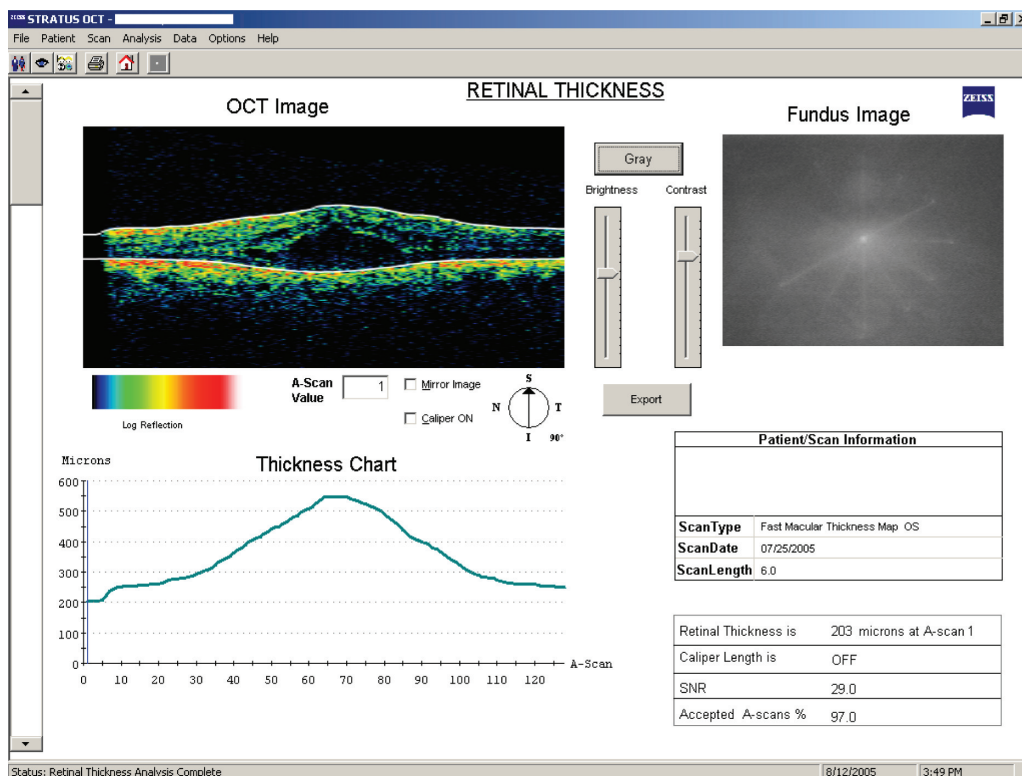 ZEISS STRATUS OCT -
File Patient Scan Analysis Data Options Help
RETINAL THICKNESS
ZEISS
OCT Image
Fundus Image
Gray
Brightness Contrast
A-Scan Value 1
Mirror Image
Caliper ON
S
N T
I 90°
Export
Log Reflection
Patient/Scan Information
ScanType Fast Macular Thickness Map OS
ScanDate 07/25/2005
ScanLength 6.0
Microns
Thickness Chart
600
500
400
300
200
100
0
A-Scan
0 10 20 30 40 50 60 70 80 90 100 110 120
Retinal Thickness is 203 microns at A-scan 1
Caliper Length is OFF
SNR 29.0
Accepted A-scans % 97.0
Status: Retinal Thickness Analysis Complete 8/12/2005 3:49 PM